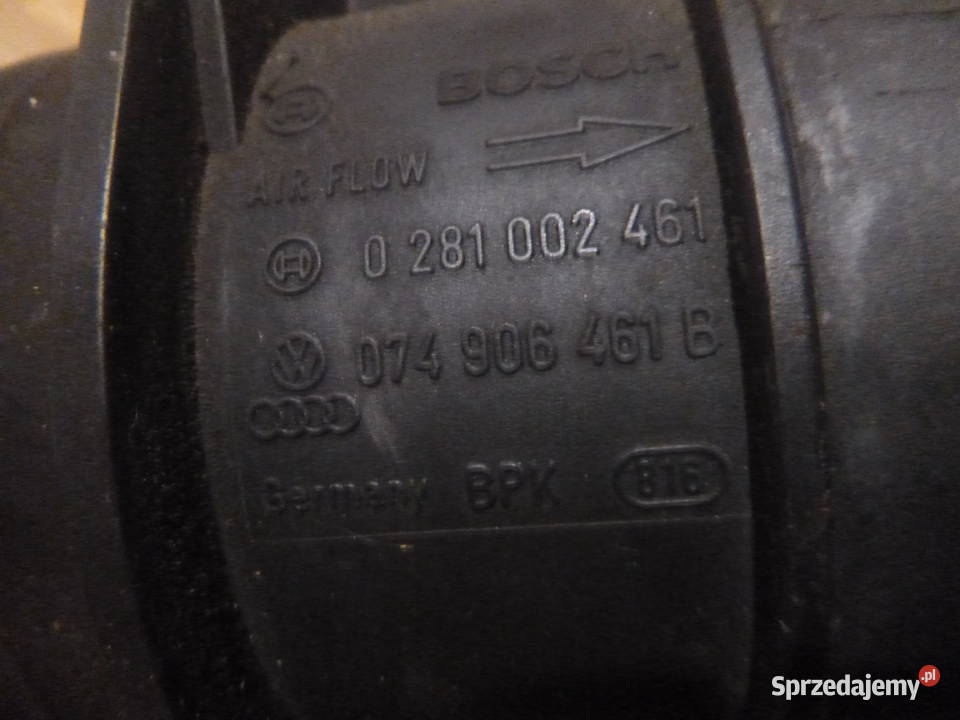 BOSCH
AIR FLOW
0 281 002 461
074 906 461 B
Germany BPK 816
Sprzedajemy.pl